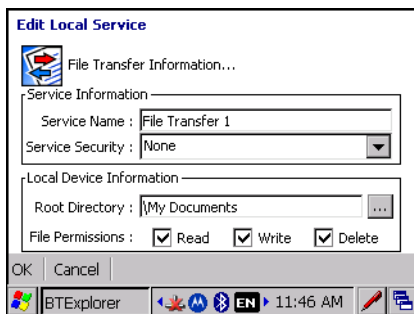 Edit Local Service
File Transfer Information...
Service Information
Service Name : File Transfer 1
Service Security : None
Local Device Information
Root Directory : \My Documents ...
File Permissions : Read Write Delete
OK Cancel
BTExplorer EN 11:46 AM